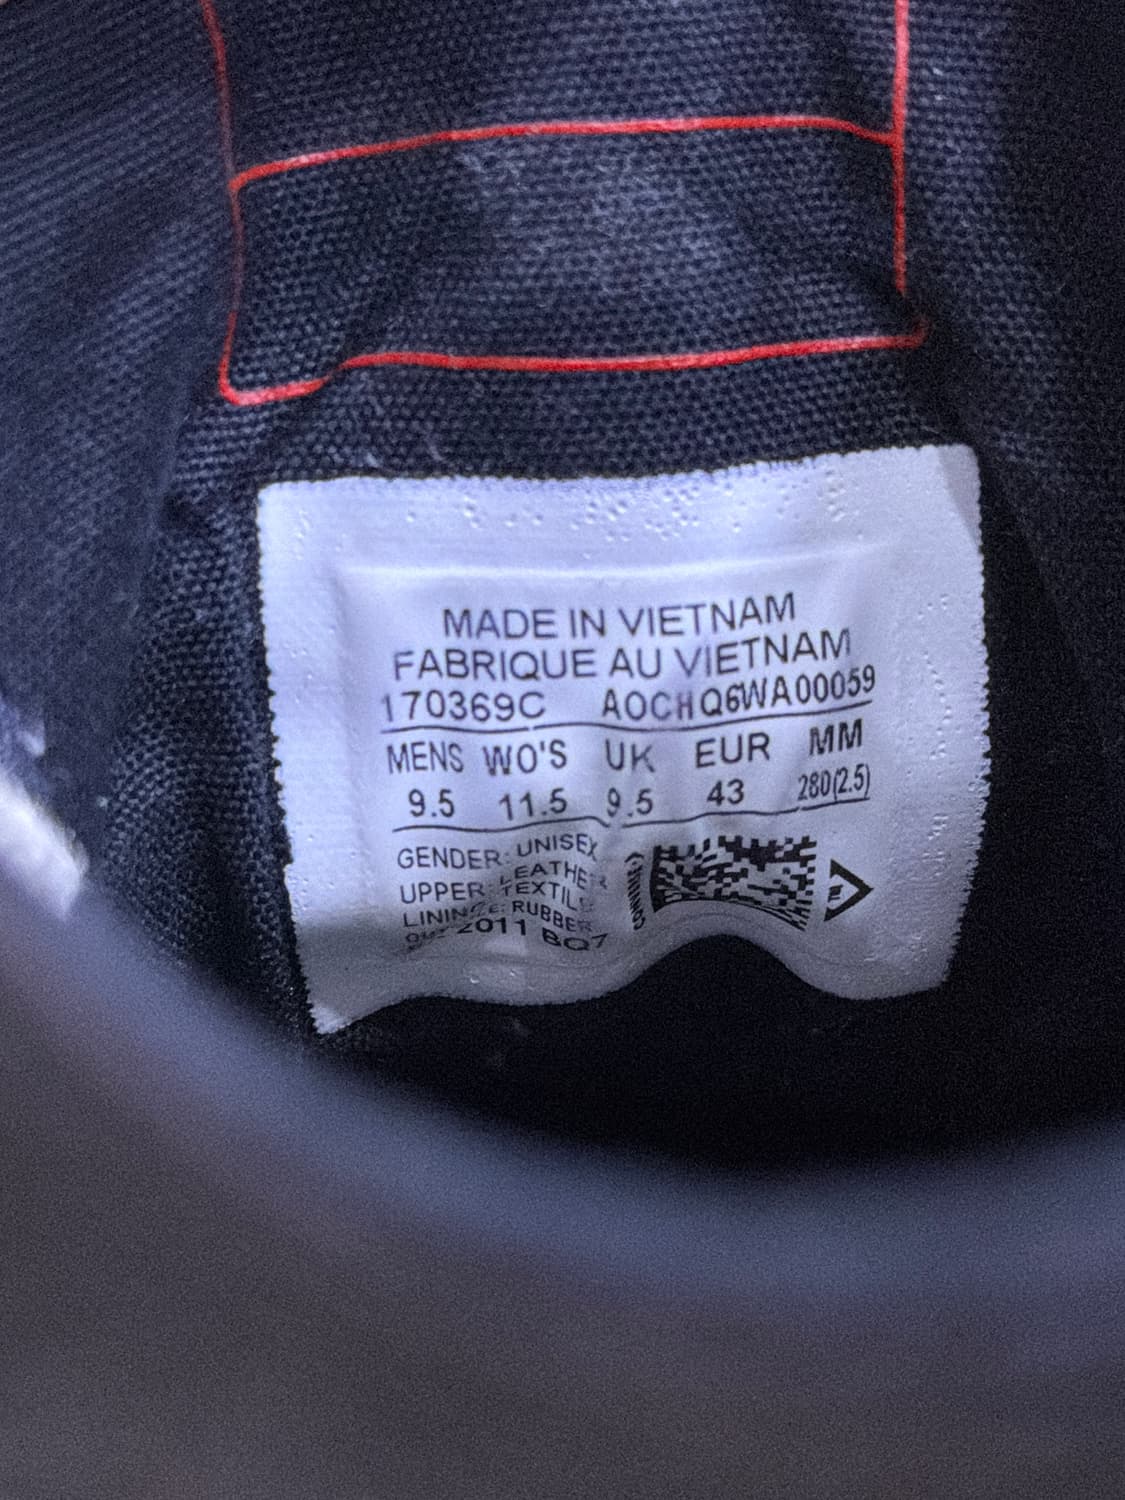 MADE IN VIETNAM
FABRIQUE AU VIETNAM
170369C A0CHQ6WA00059
MENS WO'S UK EUR MM
9.5 11.5 9.5 43 280(2.5)
GENDER: UNISEX
UPPER: LEATHER
LINING: TEXTILE
RUBBER
2011 BQ7